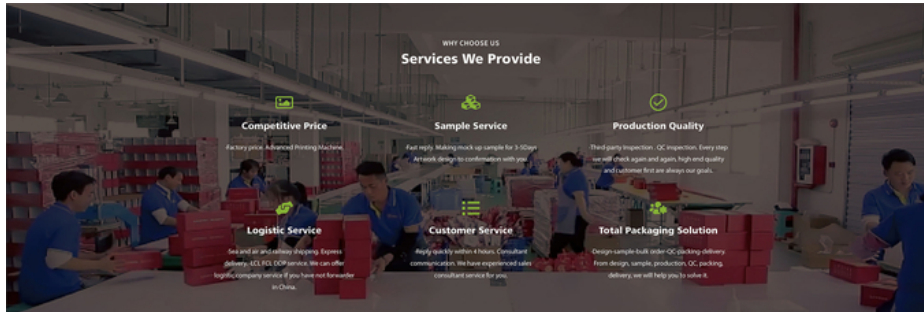 WHY CHOOSE US
Services We Provide
Competitive Price
Factory price. Advanced Printing Machine.
Sample Service
Fast reply. Making mock up sample for 3-5Days
Artwork design to confirmation with you.
Production Quality
Third-party Inspection . QC inspection. Every step
we will check again and again, high end quality
and customer first are always our goals.
Logistic Service
Sea and air and railway shipping. Express
delivery. LCL FCL DDP service. We can offer
logistic company service if you have not forwarder
in China.
Customer Service
Reply quickly within 4 hours. Consultant
communication. We have experienced sales
consultant service for you.
Total Packaging Solution
Design-sample-bulk order-QC-packing-delivery.
From design, sample, production, QC, packing,
delivery, we will help you to solve it.